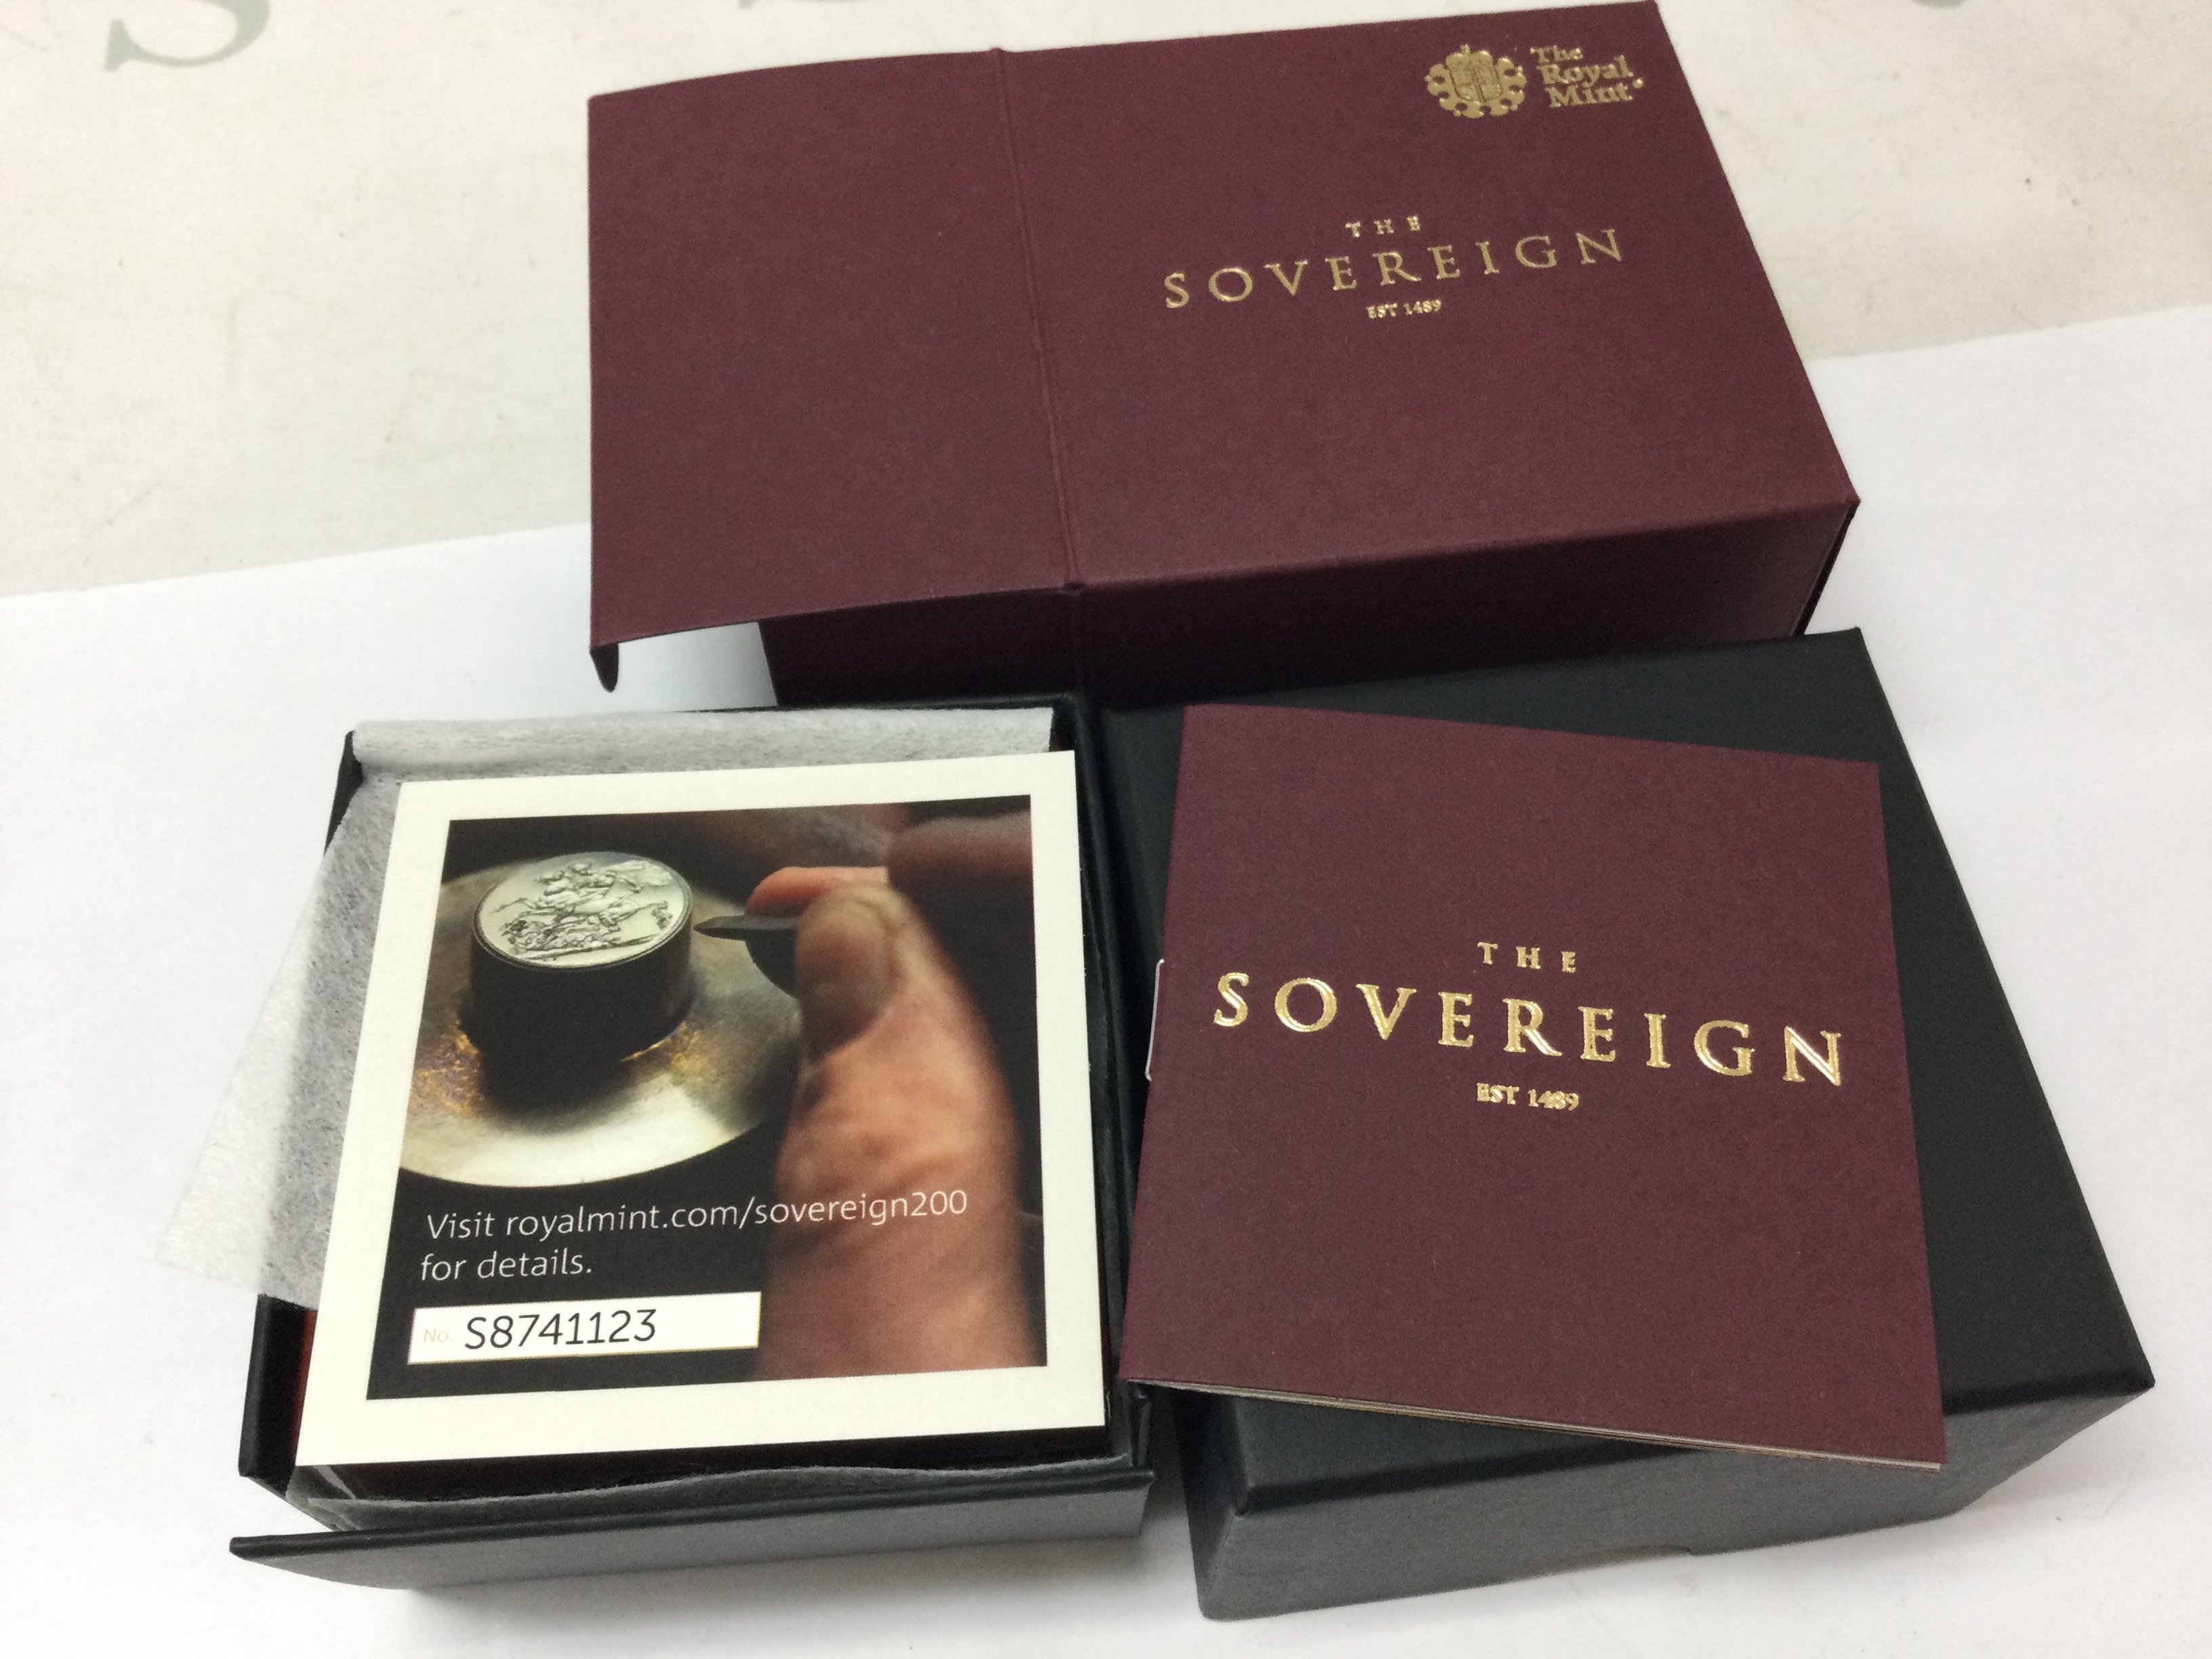 The
Royal
Mint
THE
SOVEREIGN
EST 1489
Visit royalmint.com/sovereign200
for details.
No. S8741123
THE
SOVEREIGN
EST 1489